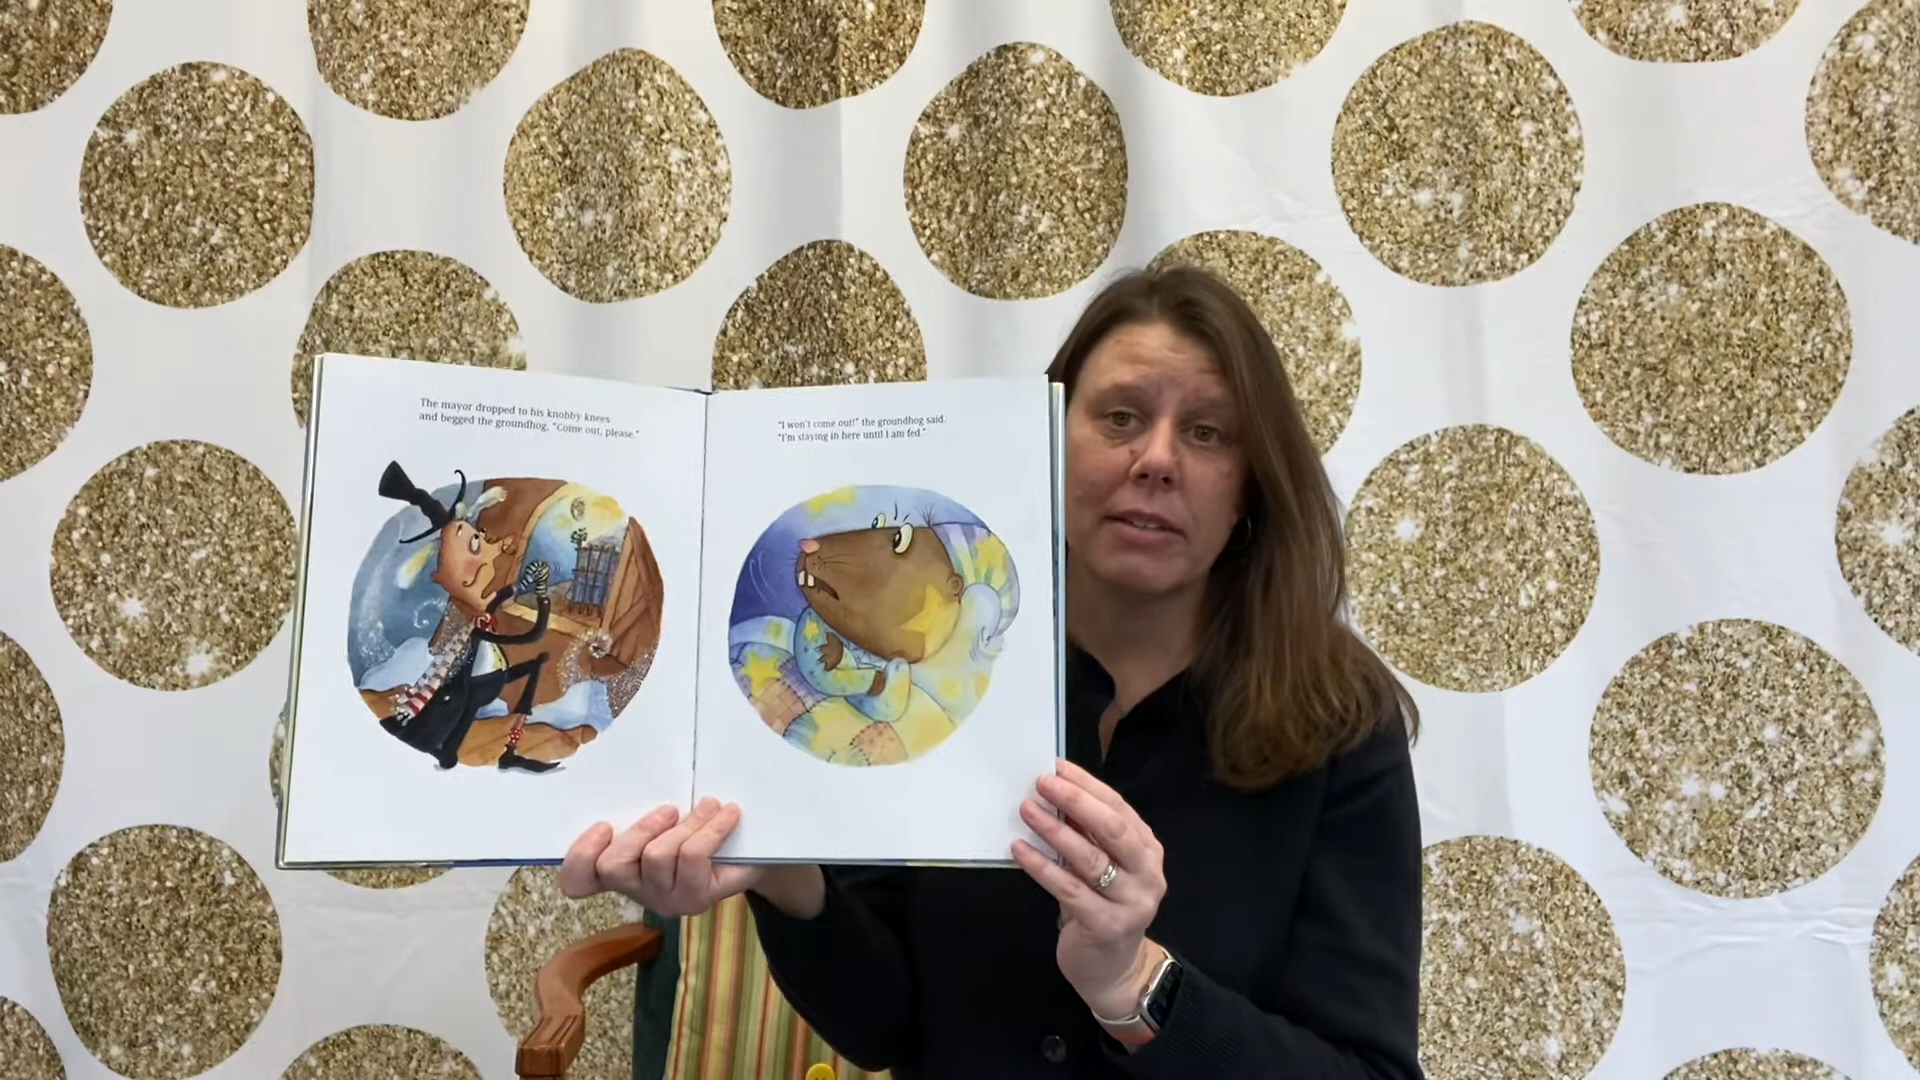 The mayor dropped to his knobby knees
and begged the groundhog, "Come out, please."
"I won't come out!" the groundhog said.
"I'm staying in here until I am fed."